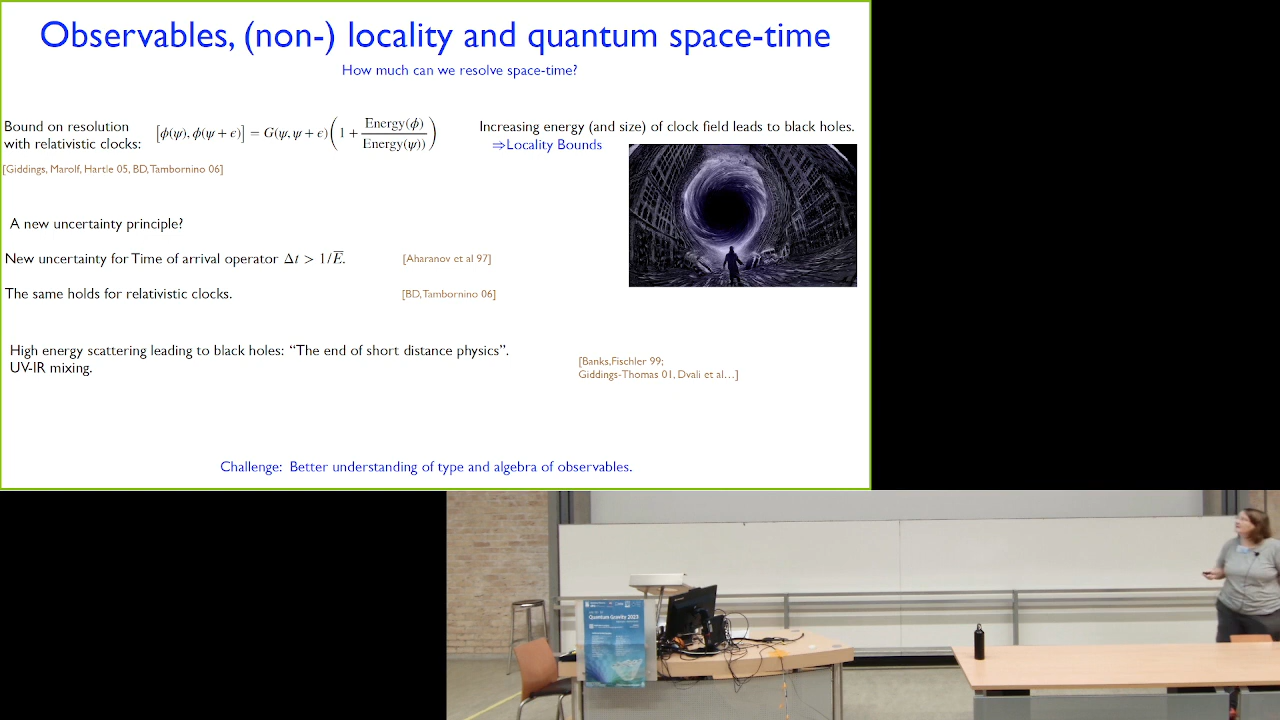 Observables, (non-) locality and quantum space-time
How much can we resolve space-time?
Bound on resolution
with relativistic clocks:
[ϕ(ψ), ϕ(ψ + ϵ)] = G(ψ, ψ + ϵ)(1 + Energy(ϕ)/Energy(ψ)))
Increasing energy (and size) of clock field leads to black holes.
⇒Locality Bounds
[Giddings, Marolf, Hartle 05, BD,Tambornino 06]
A new uncertainty principle?
New uncertainty for Time of arrival operator Δt > 1/E̅.
[Aharanov et al 97]
The same holds for relativistic clocks.
[BD,Tambornino 06]
High energy scattering leading to black holes: “The end of short distance physics”.
UV-IR mixing.
[Banks,Fischler 99;
Giddings-Thomas 01, Dvali et al…]
Challenge: Better understanding of type and algebra of observables.
Quantum Gravity 2023